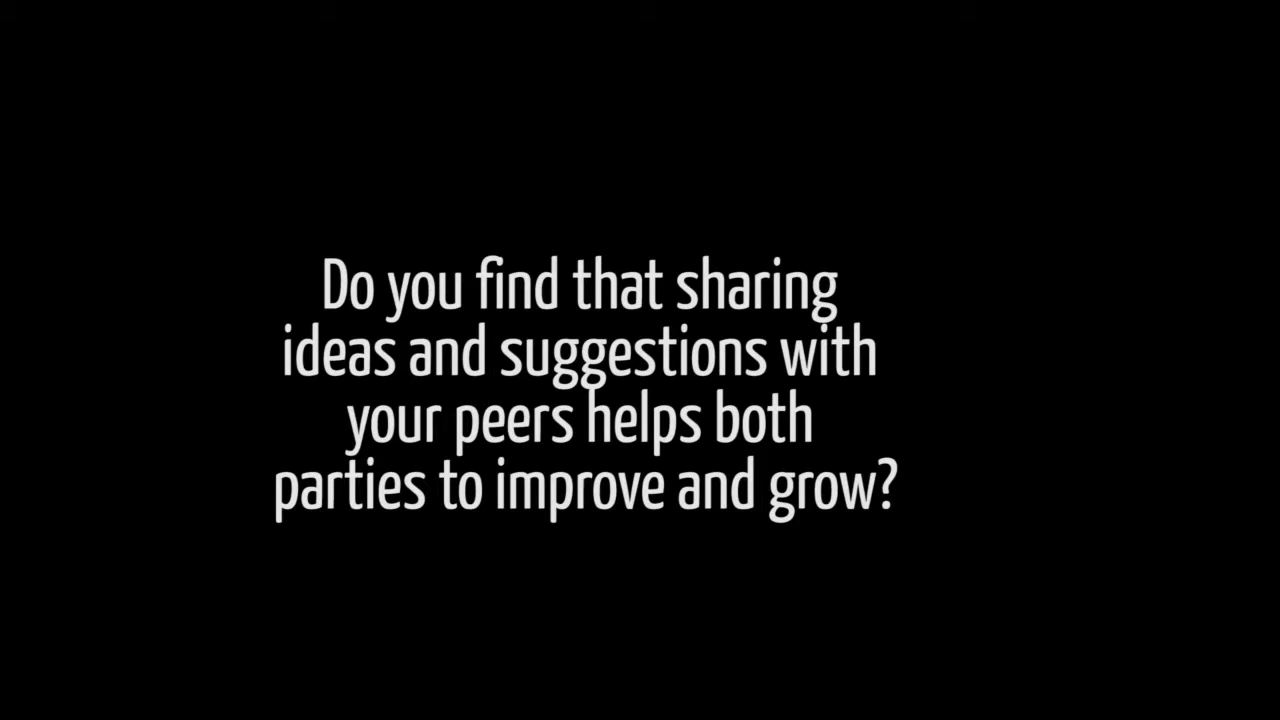 Do you find that sharing
ideas and suggestions with
your peers helps both
parties to improve and grow?